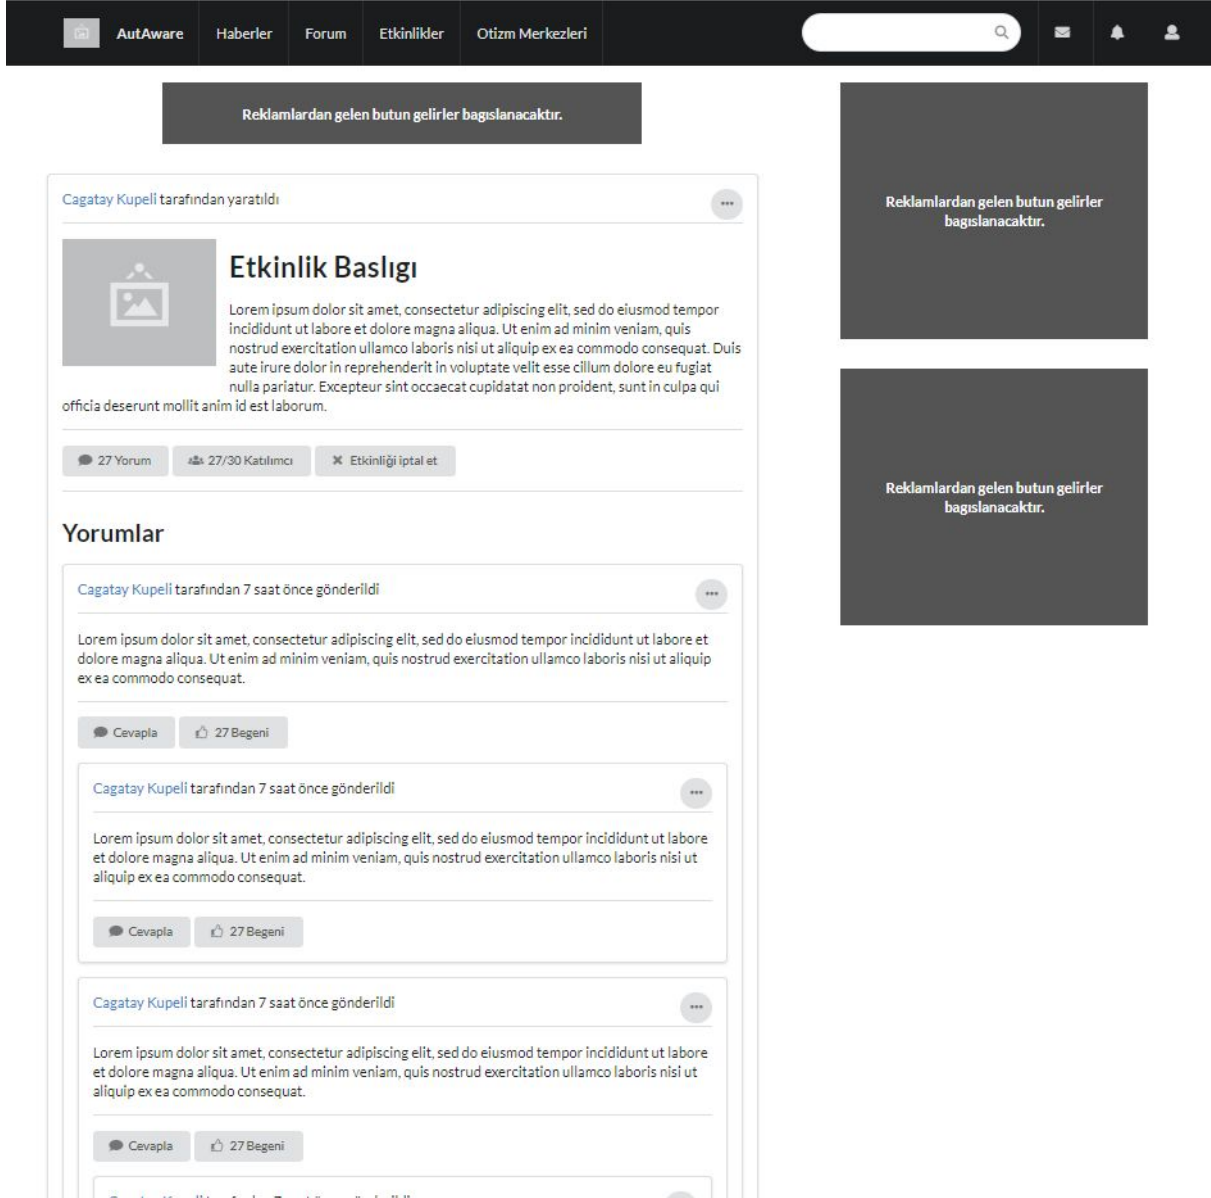 AutAware Haberler Forum Etkinlikler Otizm Merkezleri
Reklamlardan gelen butun gelirler bagıslanacaktır.
Cagatay Kupeli tarafından yaratıldı
Etkinlik Baslıgı
Lorem ipsum dolor sit amet, consectetur adipiscing elit, sed do eiusmod tempor
incididunt ut labore et dolore magna aliqua. Ut enim ad minim veniam, quis
nostrud exercitation ullamco laboris nisi ut aliquip ex ea commodo consequat. Duis
aute irure dolor in reprehenderit in voluptate velit esse cillum dolore eu fugiat
nulla pariatur. Excepteur sint occaecat cupidatat non proident, sunt in culpa qui
officia deserunt mollit anim id est laborum.
27 Yorum 27/30 Katılımcı Etkinliği iptal et
Yorumlar
Cagatay Kupeli tarafından 7 saat önce gönderildi
Lorem ipsum dolor sit amet, consectetur adipiscing elit, sed do eiusmod tempor incididunt ut labore et
dolore magna aliqua. Ut enim ad minim veniam, quis nostrud exercitation ullamco laboris nisi ut aliquip
ex ea commodo consequat.
Cevapla 27 Begeni
Cagatay Kupeli tarafından 7 saat önce gönderildi
Lorem ipsum dolor sit amet, consectetur adipiscing elit, sed do eiusmod tempor incididunt ut labore
et dolore magna aliqua. Ut enim ad minim veniam, quis nostrud exercitation ullamco laboris nisi ut
aliquip ex ea commodo consequat.
Cevapla 27 Begeni
Cagatay Kupeli tarafından 7 saat önce gönderildi
Lorem ipsum dolor sit amet, consectetur adipiscing elit, sed do eiusmod tempor incididunt ut labore
et dolore magna aliqua. Ut enim ad minim veniam, quis nostrud exercitation ullamco laboris nisi ut
aliquip ex ea commodo consequat.
Cevapla 27 Begeni
Reklamlardan gelen butun gelirler
bagıslanacaktır.
Reklamlardan gelen butun gelirler
bagıslanacaktır.